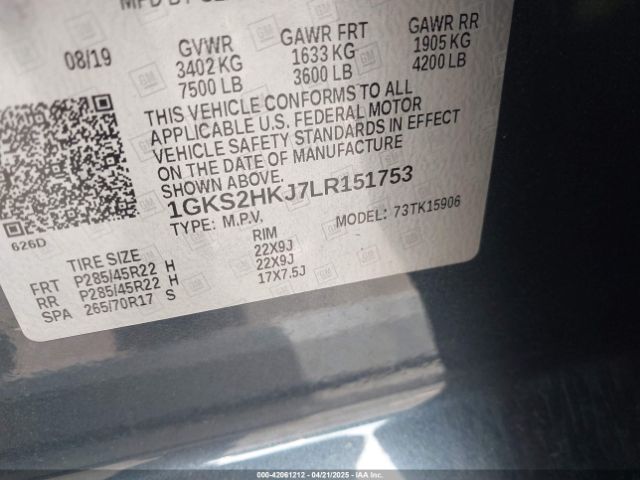 MFD BY
08/19
GVWR
3402 KG
7500 LB
GAWR FRT
1633 KG
3600 LB
GAWR RR
1905 KG
4200 LB
THIS VEHICLE CONFORMS TO ALL
APPLICABLE U.S. FEDERAL MOTOR
VEHICLE SAFETY STANDARDS IN EFFECT
ON THE DATE OF MANUFACTURE
SHOWN ABOVE.
1GKS2HKJ7LR151753
TYPE: M.P.V. MODEL: 73TK15906
626D
TIRE SIZE RIM
FRT P285/45R22 H 22X9J
RR P285/45R22 H 22X9J
SPA 265/70R17 S 17X7.5J
GM
000-42061212 - 04/21/2025 - IAA Inc.